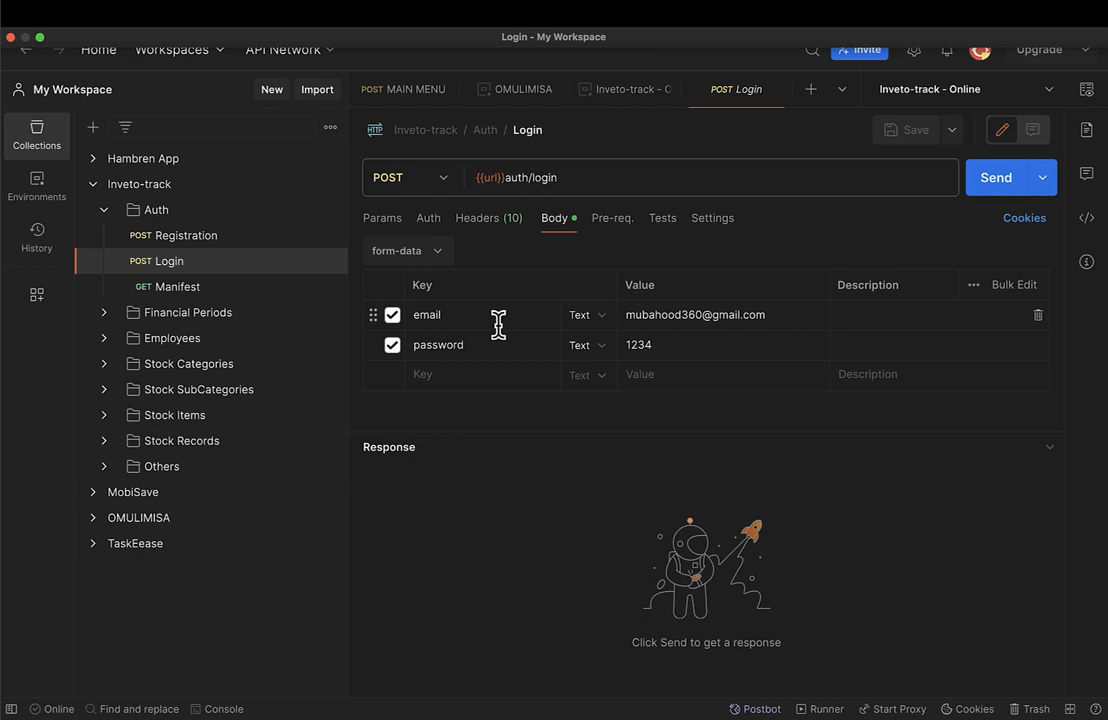 Login - My Workspace
Home Workspaces API Network Invite Upgrade
My Workspace New Import
POST MAIN MENU OMULIMISA Inveto-track - O POST Login Inveto-track - Online
Collections
Environments
History
Hambren App
Inveto-track
Auth
POST Registration
POST Login
GET Manifest
Financial Periods
Employees
Stock Categories
Stock SubCategories
Stock Items
Stock Records
Others
MobiSave
OMULIMISA
TaskEease
HTTP Inveto-track / Auth / Login Save
POST {{url}}auth/login Send
Params Auth Headers (10) Body Pre-req. Tests Settings Cookies
form-data
Key Value Description Bulk Edit
email Text mubahood360@gmail.com
password Text 1234
Key Text Value Description
Response
Click Send to get a response
Online Find and replace Console Postbot Runner Start Proxy Cookies Trash